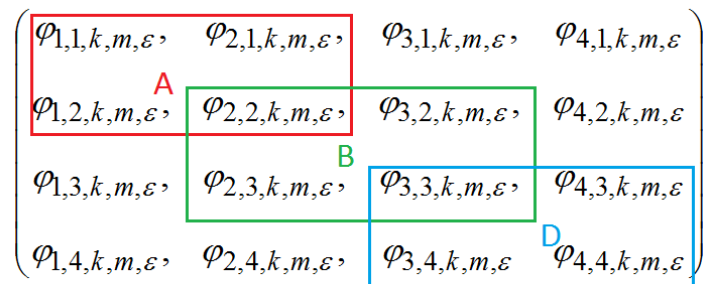 φ1,1,k,m,ε, φ2,1,k,m,ε, φ3,1,k,m,ε, φ4,1,k,m,ε
A
φ1,2,k,m,ε, φ2,2,k,m,ε, φ3,2,k,m,ε, φ4,2,k,m,ε
B
φ1,3,k,m,ε, φ2,3,k,m,ε, φ3,3,k,m,ε, φ4,3,k,m,ε
D
φ1,4,k,m,ε, φ2,4,k,m,ε, φ3,4,k,m,ε φ4,4,k,m,ε